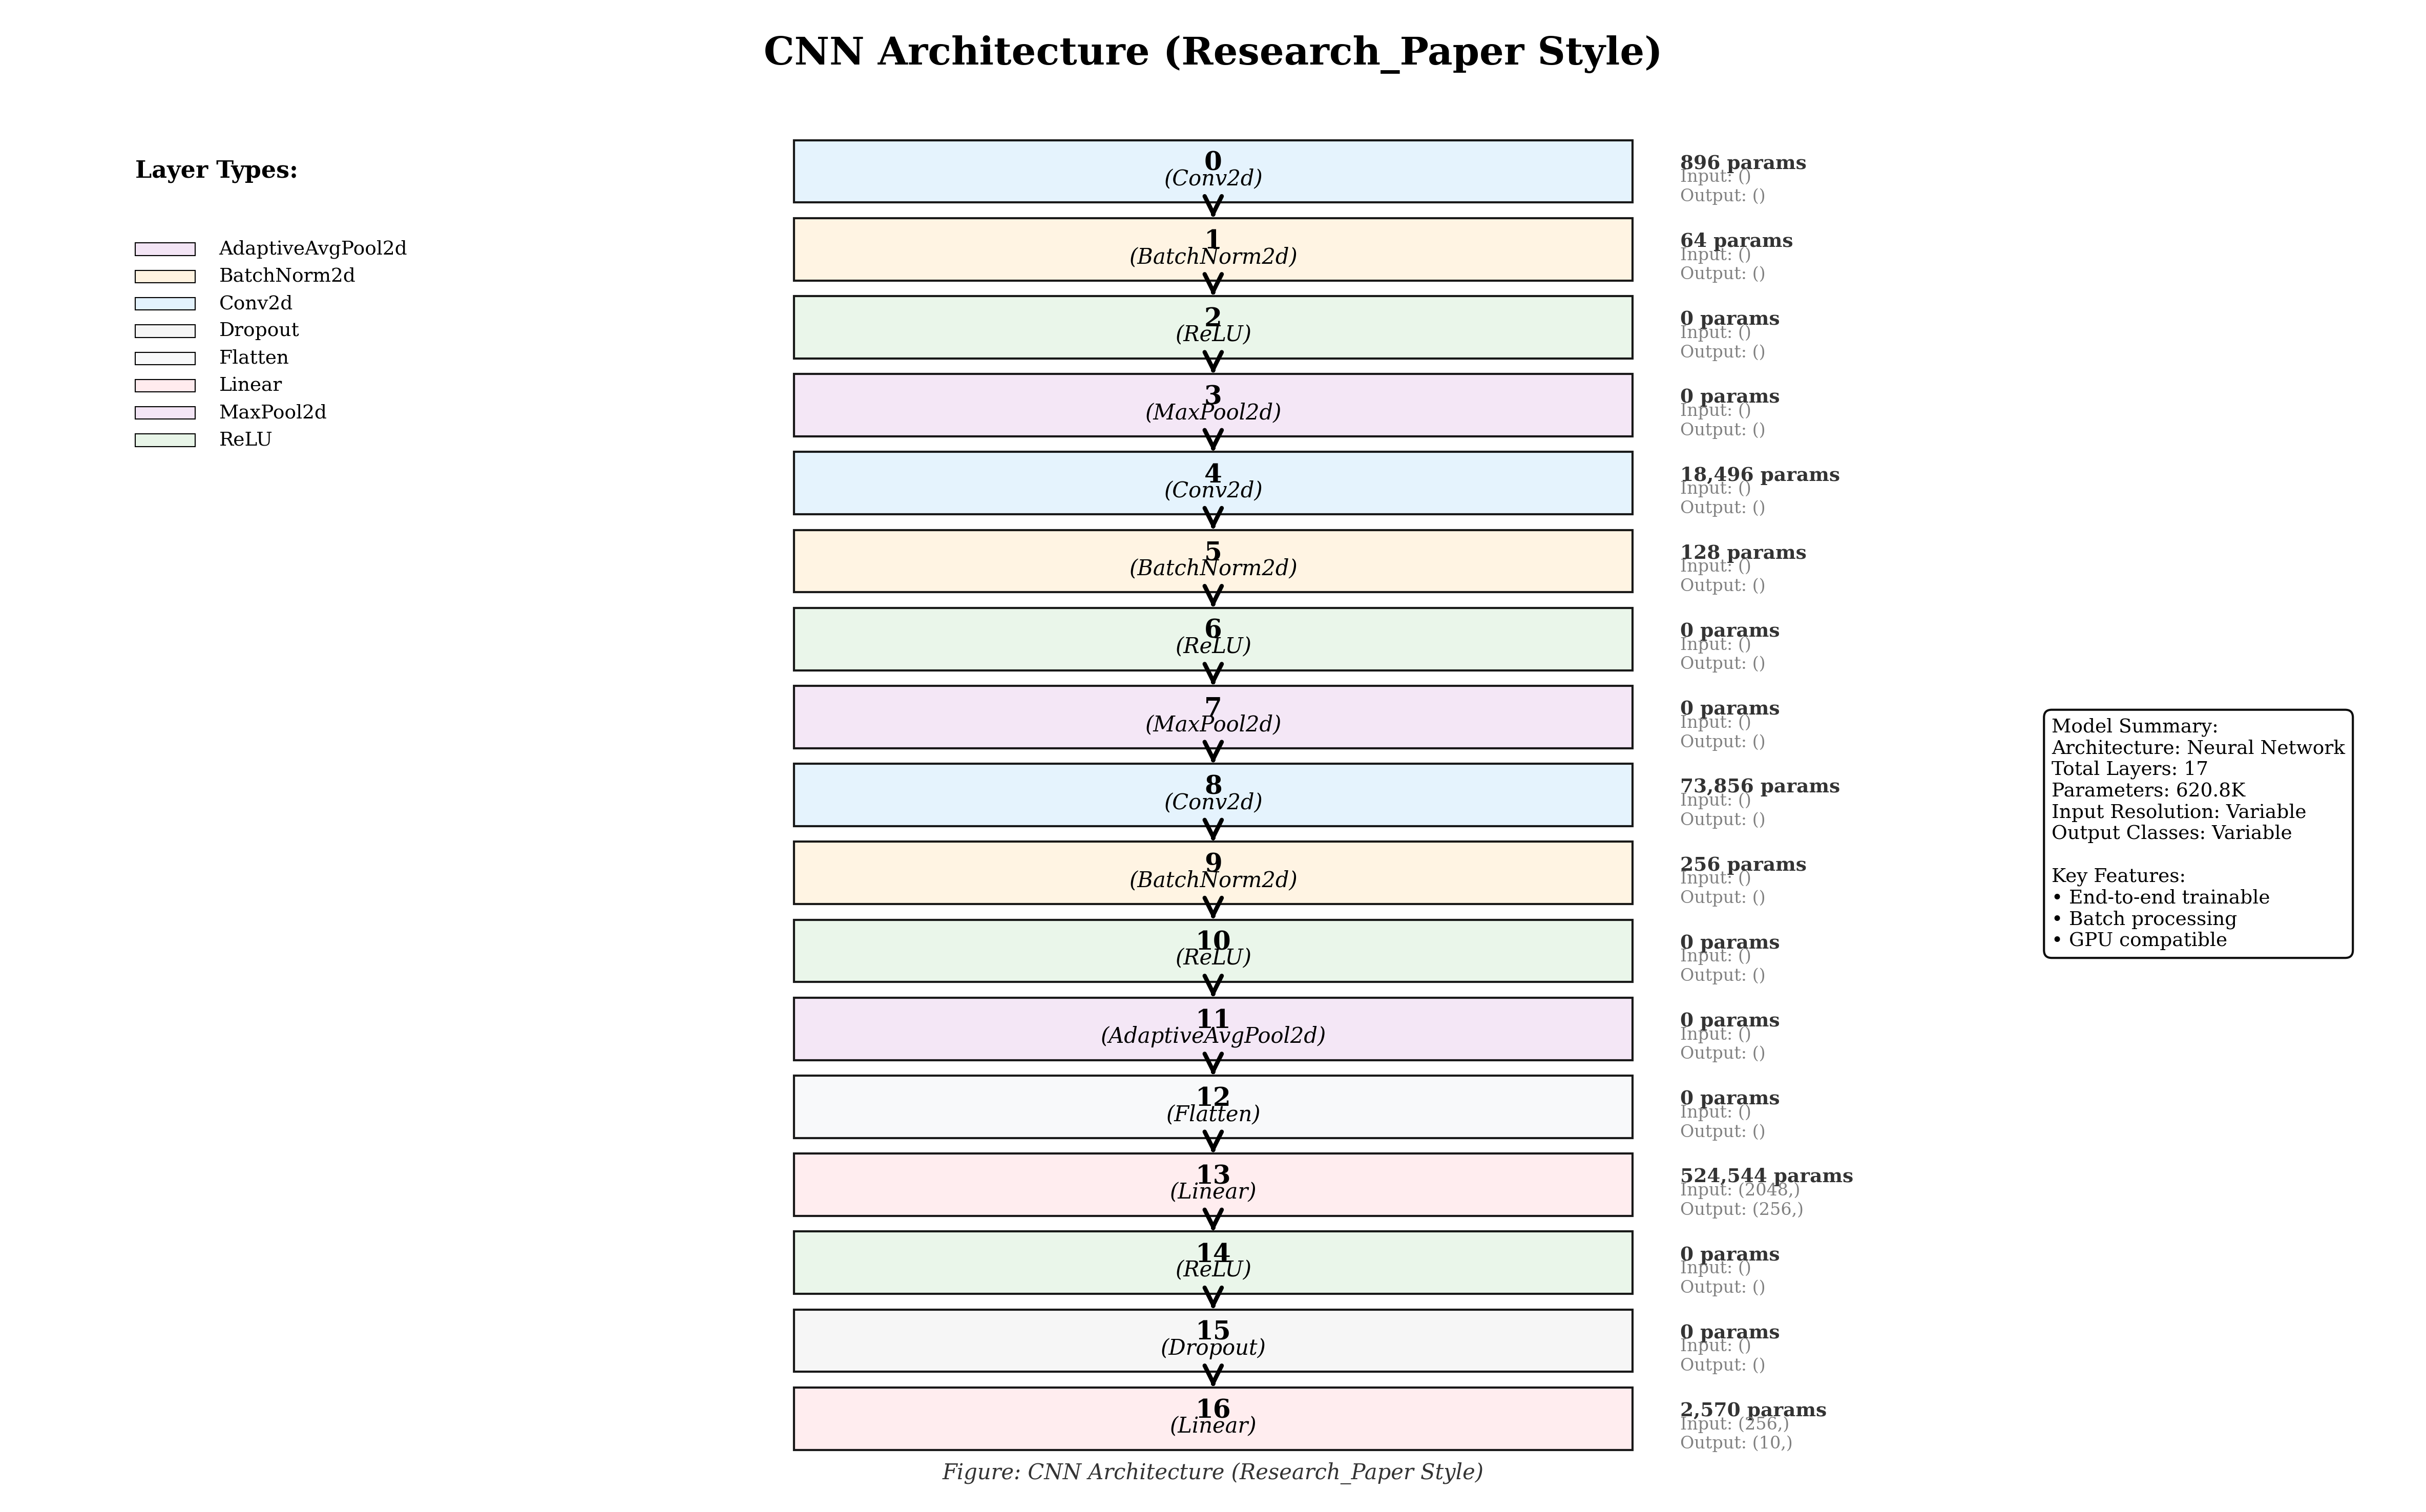 CNN Architecture (Research_Paper Style)
Layer Types:
AdaptiveAvgPool2d
BatchNorm2d
Conv2d
Dropout
Flatten
Linear
MaxPool2d
ReLU
0
(Conv2d)
896 params
Input: ()
Output: ()
1
(BatchNorm2d)
64 params
Input: ()
Output: ()
2
(ReLU)
0 params
Input: ()
Output: ()
3
(MaxPool2d)
0 params
Input: ()
Output: ()
4
(Conv2d)
18,496 params
Input: ()
Output: ()
5
(BatchNorm2d)
128 params
Input: ()
Output: ()
6
(ReLU)
0 params
Input: ()
Output: ()
7
(MaxPool2d)
0 params
Input: ()
Output: ()
8
(Conv2d)
73,856 params
Input: ()
Output: ()
9
(BatchNorm2d)
256 params
Input: ()
Output: ()
10
(ReLU)
0 params
Input: ()
Output: ()
11
(AdaptiveAvgPool2d)
0 params
Input: ()
Output: ()
12
(Flatten)
0 params
Input: ()
Output: ()
13
(Linear)
524,544 params
Input: (2048,)
Output: (256,)
14
(ReLU)
0 params
Input: ()
Output: ()
15
(Dropout)
0 params
Input: ()
Output: ()
16
(Linear)
2,570 params
Input: (256,)
Output: (10,)
Model Summary:
Architecture: Neural Network
Total Layers: 17
Parameters: 620.8K
Input Resolution: Variable
Output Classes: Variable
Key Features:
• End-to-end trainable
• Batch processing
• GPU compatible
Figure: CNN Architecture (Research_Paper Style)